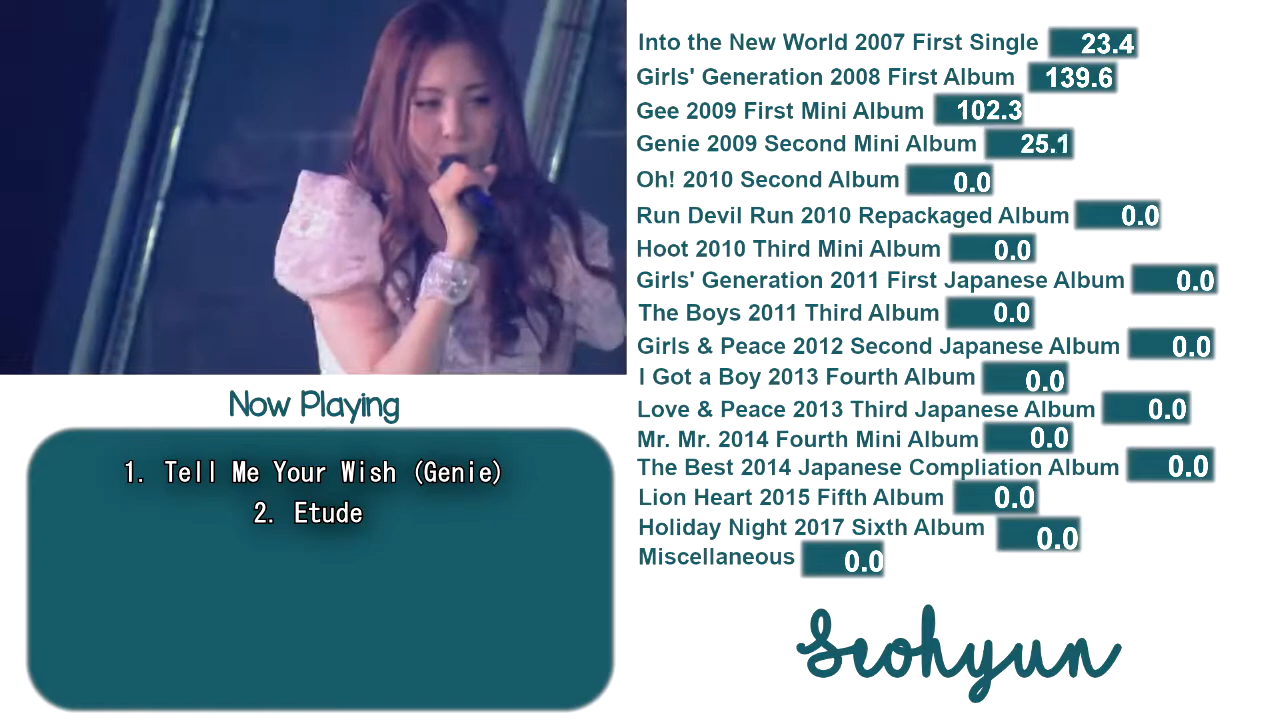 Now Playing
1. Tell Me Your Wish (Genie)
2. Etude
Into the New World 2007 First Single 23.4
Girls' Generation 2008 First Album 139.6
Gee 2009 First Mini Album 102.3
Genie 2009 Second Mini Album 25.1
Oh! 2010 Second Album 0.0
Run Devil Run 2010 Repackaged Album 0.0
Hoot 2010 Third Mini Album 0.0
Girls' Generation 2011 First Japanese Album 0.0
The Boys 2011 Third Album 0.0
Girls & Peace 2012 Second Japanese Album 0.0
I Got a Boy 2013 Fourth Album 0.0
Love & Peace 2013 Third Japanese Album 0.0
Mr. Mr. 2014 Fourth Mini Album 0.0
The Best 2014 Japanese Compliation Album 0.0
Lion Heart 2015 Fifth Album 0.0
Holiday Night 2017 Sixth Album 0.0
Miscellaneous 0.0
Seohyun